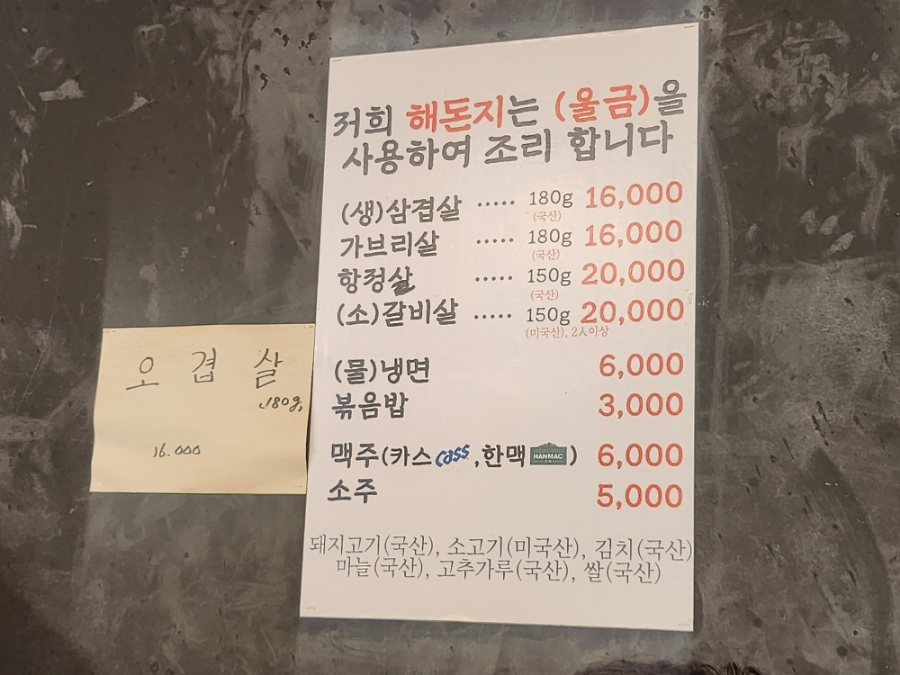 저희 해돈지는 (울금)을
사용하여 조리 합니다
(생)삼겹살 ····· 180g 16,000
(국산)
가브리살 ····· 180g 16,000
(국산)
항정살 ····· 150g 20,000
(국산)
(소)갈비살 ····· 150g 20,000
(미국산), 2人이상
(물)냉면 6,000
볶음밥 3,000
맥주(카스 Cass, 한맥 HANMAC) 6,000
소주 5,000
돼지고기(국산), 소고기(미국산), 김치(국산)
마늘(국산), 고추가루(국산), 쌀(국산)
오겹살
180g,
16.000